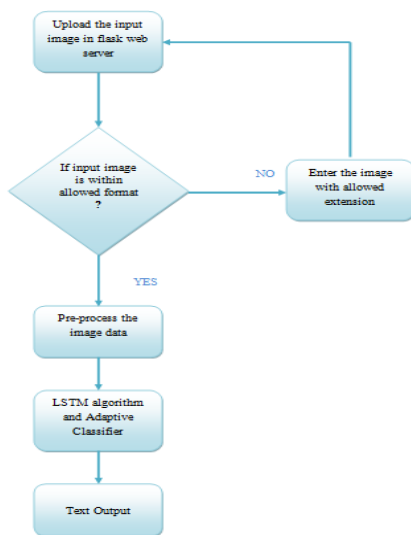 Upload the input
image in flask web
server
If input image
is within
allowed format
?
NO
Enter the image
with allowed
extension
YES
Pre-process the
image data
LSTM algorithm
and Adaptive
Classifier
Text Output